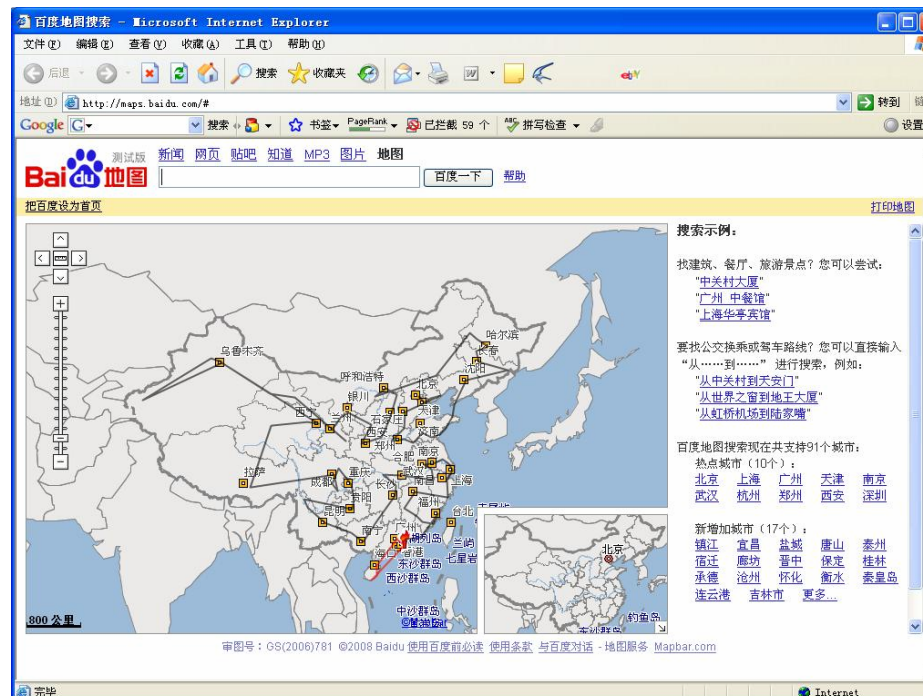 百度地图搜索 - Microsoft Internet Explorer
文件(F) 编辑(E) 查看(V) 收藏(A) 工具(T) 帮助(H)
后退 搜索 收藏夹
地址(D) http://maps.baidu.com/# 转到
Google G 搜索 书签 PageRank 已拦截 59 个 拼写检查 设置
Baidu地图 测试版 新闻 网页 贴吧 知道 MP3 图片 地图
百度一下 帮助
把百度设为首页 打印地图
哈尔滨
长春
乌鲁木齐
沈阳
呼和浩特
北京
银川
天津
西宁
兰州
石家庄
济南
西安
郑州
合肥
南京
拉萨
成都
重庆
武汉
南昌
上海
长沙
贵阳
福州
昆明
台北
南宁
广州
香港
兰屿
七星岩
东沙群岛
西沙群岛
中沙群岛
800 公里
北京
钓鱼岛
东沙群岛
搜索示例：
找建筑、餐厅、旅游景点？您可以尝试：
"中关村大厦"
"广州 中餐馆"
"上海华亭宾馆"
要找公交换乘或驾车路线？您可以直接输入
“从……到……” 进行搜索，例如：
"从中关村到天安门"
"从世界之窗到地王大厦"
"从虹桥机场到陆家嘴"
百度地图搜索现在共支持91个城市：
热点城市（10个）：
北京 上海 广州 天津 南京
武汉 杭州 郑州 西安 深圳
新增加城市（17个）：
镇江 宜昌 盐城 唐山 泰州
宿迁 廊坊 晋中 保定 桂林
承德 沧州 怀化 衡水 秦皇岛
连云港 吉林市 更多...
审图号：GS(2006)781 ©2008 Baidu 使用百度前必读 使用条款 与百度对话 - 地图服务 Mapbar.com
完毕 Internet